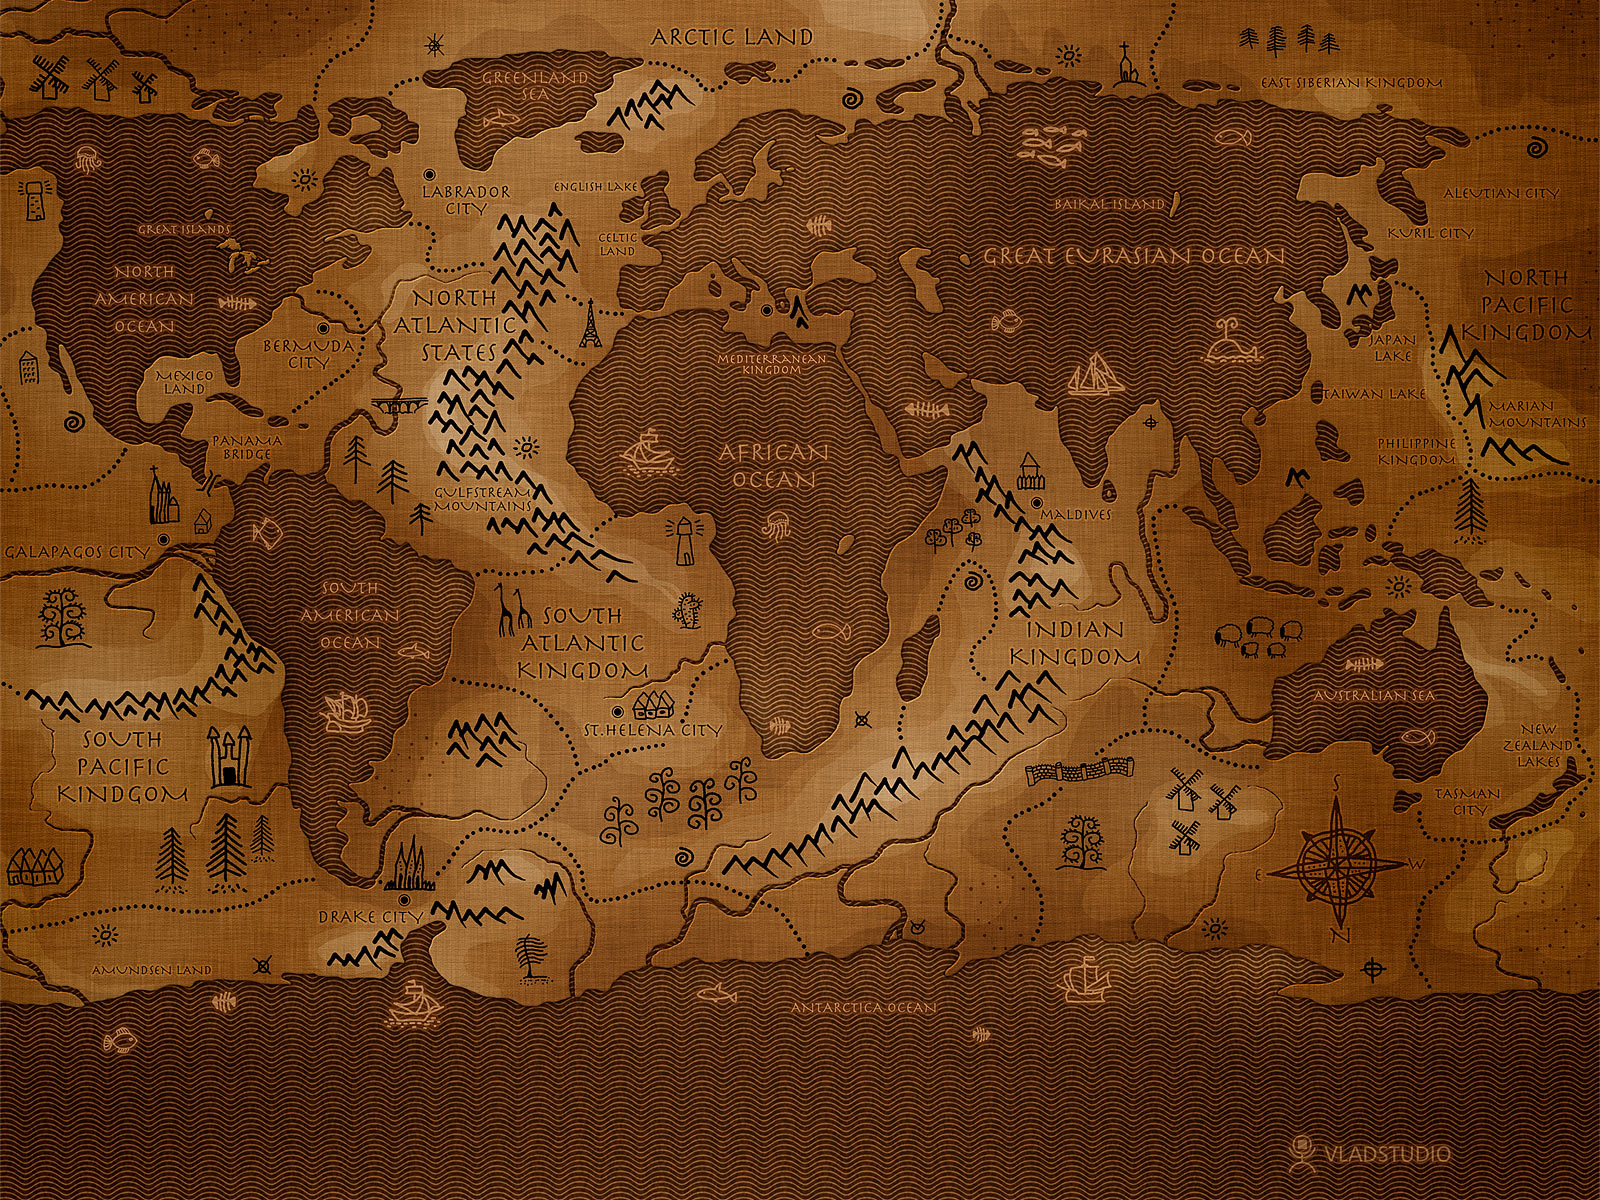 ARCTIC LAND
GREENLAND
SEA
EAST SIBERIAN KINGDOM
LABRADOR
CITY
ENGLISH LAKE
BAIKAL ISLAND
ALEUTIAN CITY
GREAT ISLANDS
CELTIC
LAND
KURIL CITY
GREAT EURASIAN OCEAN
NORTH
AMERICAN
OCEAN
NORTH
ATLANTIC
STATES
NORTH
PACIFIC
KINGDOM
BERMUDA
CITY
JAPAN
LAKE
MEDITERRANEAN
KINGDOM
MEXICO
LAND
TAIWAN LAKE
MARIAN
MOUNTAINS
PANAMA
BRIDGE
PHILIPPINE
KINGDOM
AFRICAN
OCEAN
GULFSTREAM
MOUNTAINS
MALDIVES
GALAPAGOS CITY
SOUTH
AMERICAN
OCEAN
SOUTH
ATLANTIC
KINGDOM
INDIAN
KINGDOM
AUSTRALIAN SEA
ST.HELENA CITY
SOUTH
PACIFIC
KINDGOM
NEW
ZEALAND
LAKES
TASMAN
CITY
S
E
W
N
DRAKE CITY
AMUNDSEN LAND
ANTARCTICA OCEAN
VLADSTUDIO